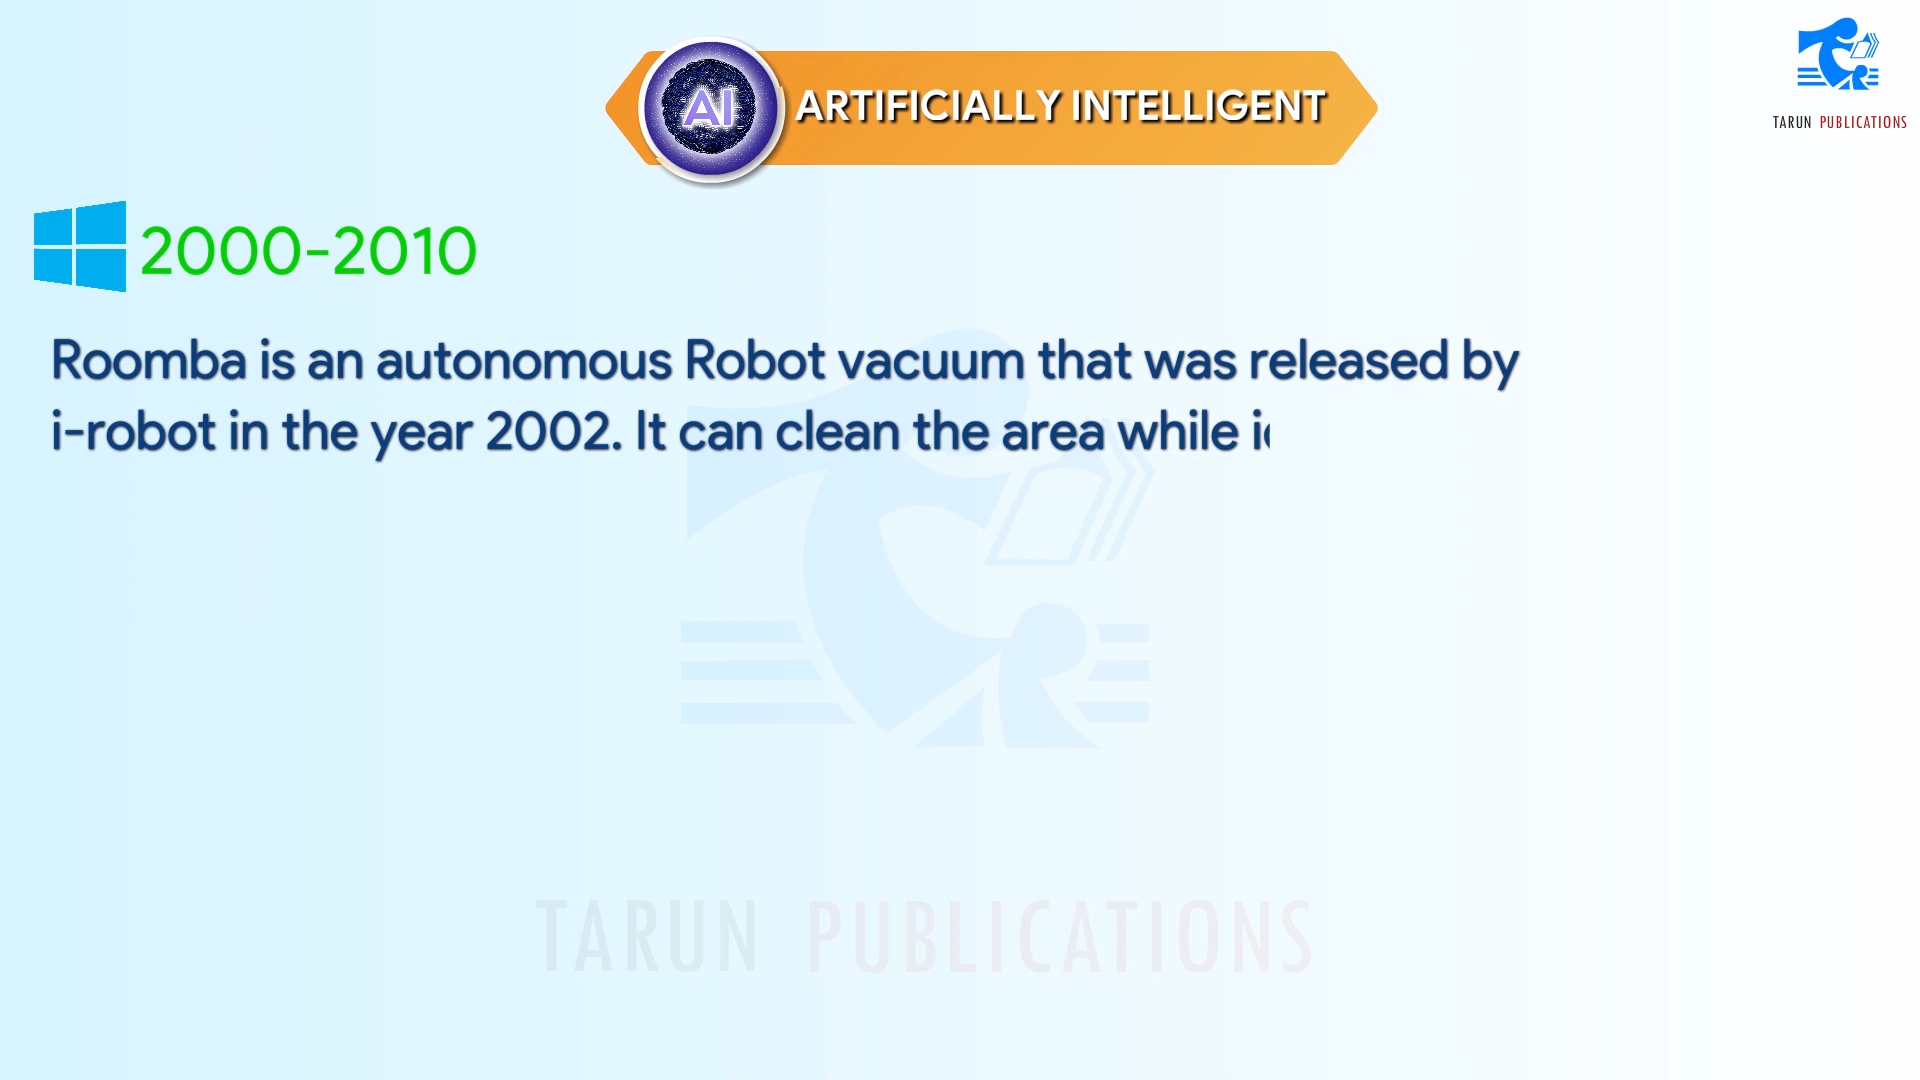 AI ARTIFICIALLY INTELLIGENT
TARUN PUBLICATIONS
2000-2010
Roomba is an autonomous Robot vacuum that was released by
i-robot in the year 2002. It can clean the area while
TARUN PUBLICATIONS